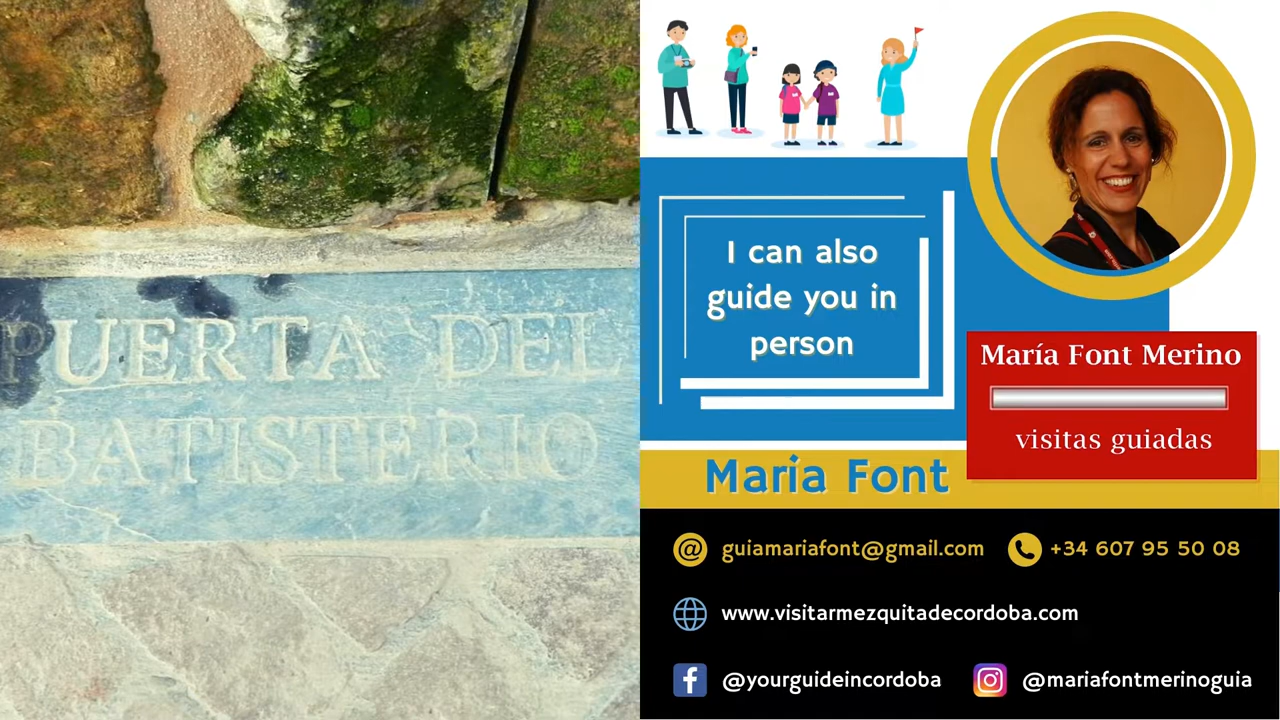 PUERTA DEL
BATISTERIO
I can also
guide you in
person
María Font Merino
visitas guiadas
Maria Font
guiamariafont@gmail.com
+34 607 95 50 08
www.visitarmezquitadecordoba.com
@yourguideincordoba
@mariafontmerinoguia